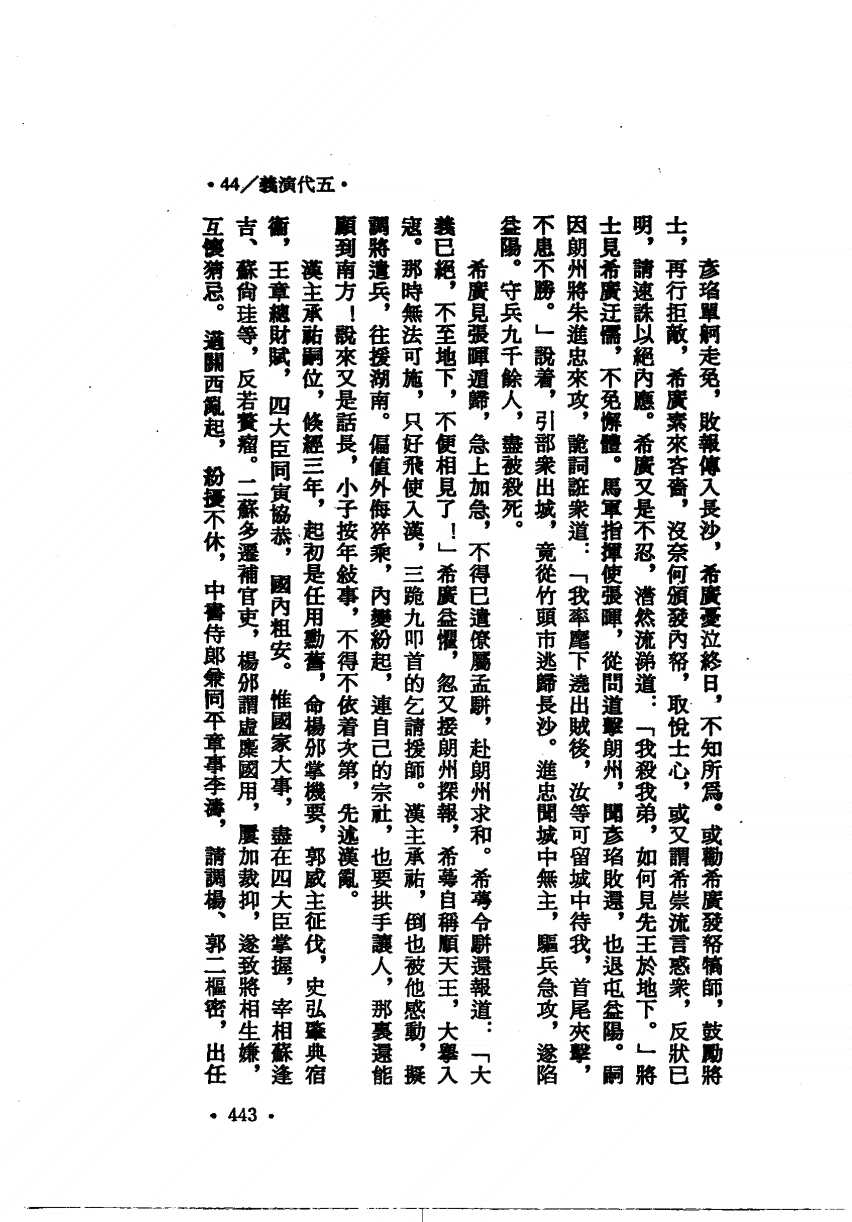 •44／義演代五•
彥瑫單舸走免，敗報傳入長沙，希廣憂泣終日，不知所爲。或勸希廣發帑犒師，鼓勵將
士，再行拒敵，希廣素來吝嗇，沒奈何頒發內帑，取悅士心，或又謂希崇流言惑衆，反狀已
明，請速誅以絕內應。希廣又是不忍，潸然流涕道：「我殺我弟，如何見先王於地下。」將
士見希廣迂儒，不免懈體。馬軍指揮使張暉，從間道擊朗州，聞彥瑫敗還，也退屯益陽。嗣
因朗州將朱進忠來攻，詭詞誑衆道：「我率麾下遶出賊後，汝等可留城中待我，首尾夾擊，
不患不勝。」說着，引部衆出城，竟從竹頭市逃歸長沙。進忠聞城中無主，驅兵急攻，遂陷
益陽。守兵九千餘人，盡被殺死。
希廣見張暉遁歸，急上加急，不得已遣僚屬孟駢，赴朗州求和。希蕚令駢還報道：「大
義已絕，不至地下，不便相見了！」希廣益懼，忽又接朗州探報，希蕚自稱順天王，大舉入
寇。那時無法可施，只好飛使入漢，三跪九叩首的乞請援師。漢主承祐，倒也被他感動，擬
調將遣兵，往援湖南。偏值外侮猝乘，內變紛起，連自己的宗社，也要拱手讓人，那裏還能
顧到南方！說來又是話長，小子按年敍事，不得不依着次第，先述漢亂。
漢主承祐嗣位，倏經三年，起初是任用勳舊，命楊邠掌機要，郭威主征伐，史弘肇典宿
衞，王章總財賦，四大臣同寅協恭，國內粗安。惟國家大事，盡在四大臣掌握，宰相蘇逢
吉、蘇尙珪等，反若贅瘤。二蘇多遷補官吏，楊邠謂虛糜國用，屢加裁抑，遂致將相生嫌，
互懷猜忌。適關西亂起，紛擾不休，中書侍郎兼同平章事李濤，請調楊、郭二樞密，出任
•443•